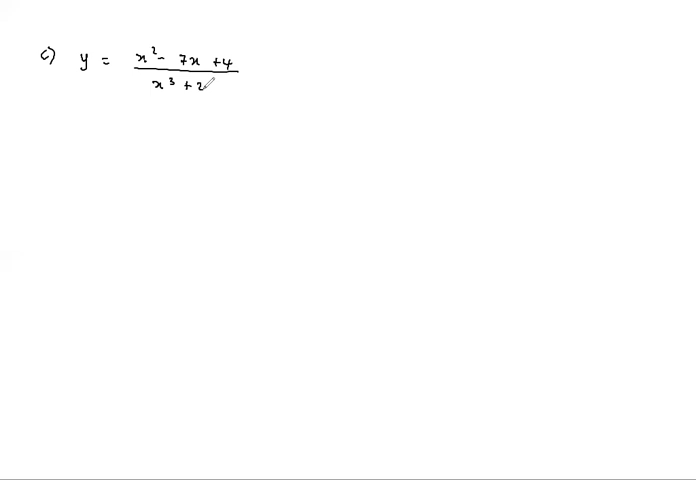 c) y = (x² - 7x + 4) / (x³ + 2)